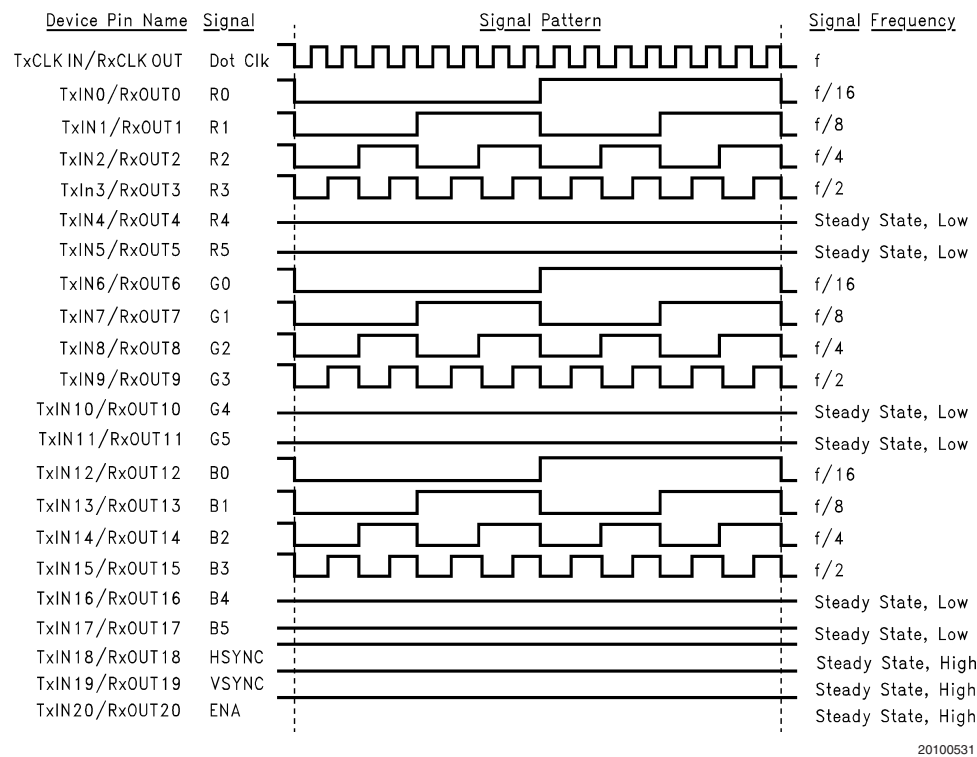 Device Pin Name Signal Signal Pattern Signal Frequency
TxCLK IN/RxCLK OUT Dot Clk f
TxIN0/RxOUT0 R0 f/16
TxIN1/RxOUT1 R1 f/8
TxIN2/RxOUT2 R2 f/4
TxIn3/RxOUT3 R3 f/2
TxIN4/RxOUT4 R4 Steady State, Low
TxIN5/RxOUT5 R5 Steady State, Low
TxIN6/RxOUT6 G0 f/16
TxIN7/RxOUT7 G1 f/8
TxIN8/RxOUT8 G2 f/4
TxIN9/RxOUT9 G3 f/2
TxIN10/RxOUT10 G4 Steady State, Low
TxIN11/RxOUT11 G5 Steady State, Low
TxIN12/RxOUT12 B0 f/16
TxIN13/RxOUT13 B1 f/8
TxIN14/RxOUT14 B2 f/4
TxIN15/RxOUT15 B3 f/2
TxIN16/RxOUT16 B4 Steady State, Low
TxIN17/RxOUT17 B5 Steady State, Low
TxIN18/RxOUT18 HSYNC Steady State, High
TxIN19/RxOUT19 VSYNC Steady State, High
TxIN20/RxOUT20 ENA Steady State, High
20100531